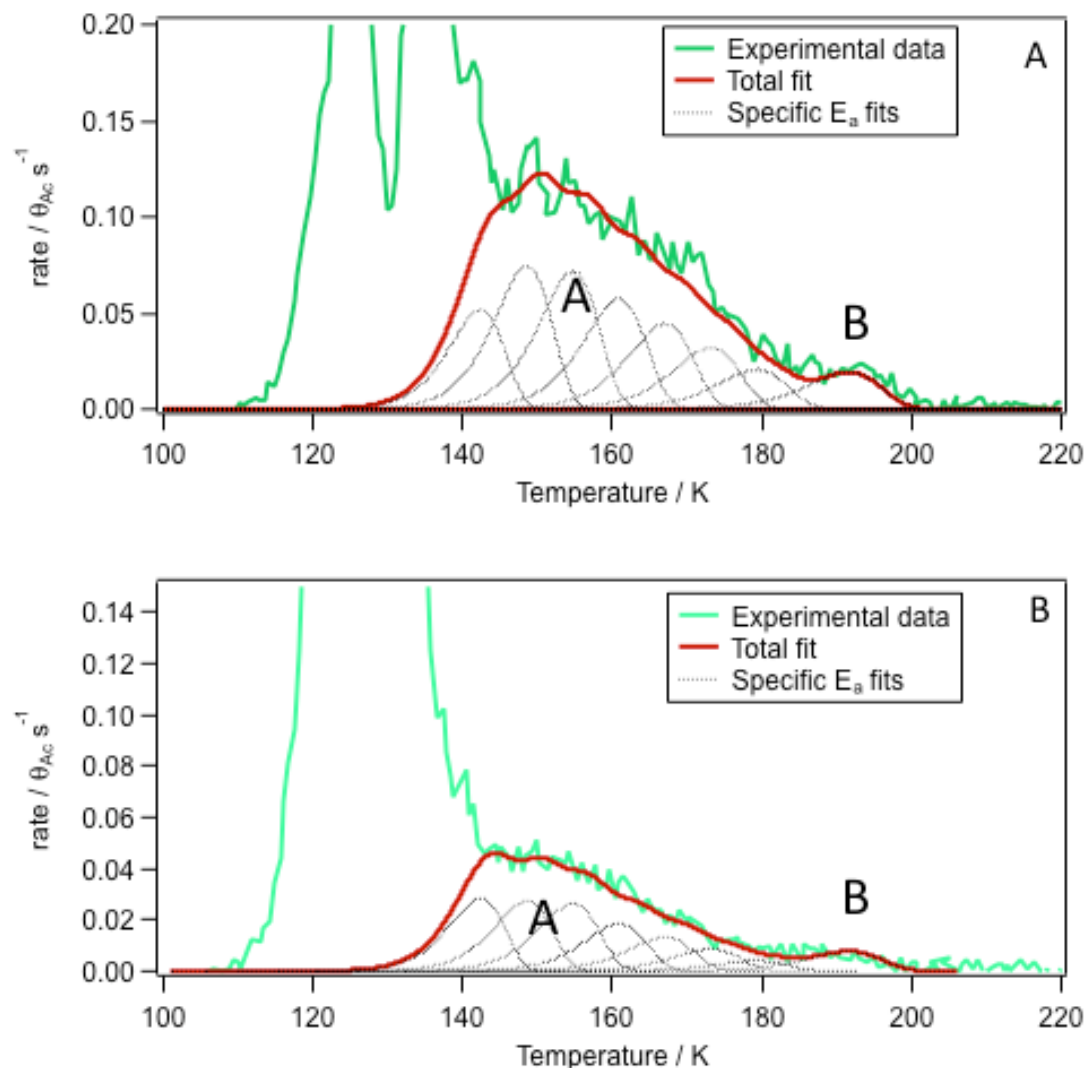 0.20
Experimental data
A
Total fit
Specific Ea fits
0.15
rate / θAc s-1
0.10
A
B
0.05
0.00
100 120 140 160 180 200 220
Temperature / K
0.14
Experimental data
B
Total fit
0.12
Specific Ea fits
0.10
rate / θAc s-1
0.08
0.06
0.04
B
A
0.02
0.00
100 120 140 160 180 200 220
Temperature / K